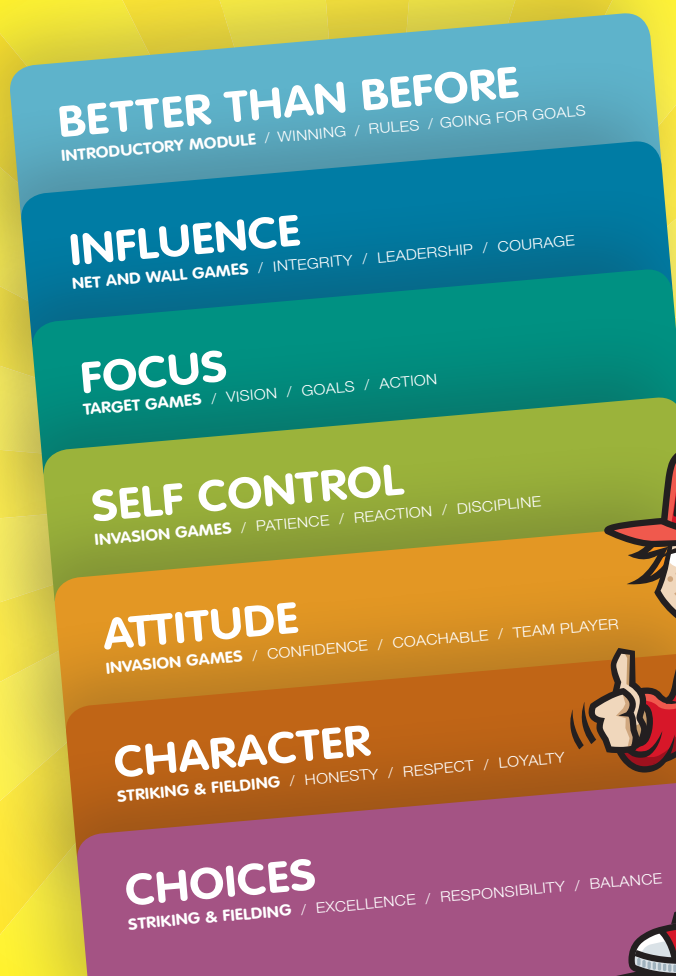 BETTER THAN BEFORE
INTRODUCTORY MODULE / WINNING / RULES / GOING FOR GOALS
INFLUENCE
NET AND WALL GAMES / INTEGRITY / LEADERSHIP / COURAGE
FOCUS
TARGET GAMES / VISION / GOALS / ACTION
SELF CONTROL
INVASION GAMES / PATIENCE / REACTION / DISCIPLINE
ATTITUDE
INVASION GAMES / CONFIDENCE / COACHABLE / TEAM PLAYER
CHARACTER
STRIKING & FIELDING / HONESTY / RESPECT / LOYALTY
CHOICES
STRIKING & FIELDING / EXCELLENCE / RESPONSIBILITY / BALANCE